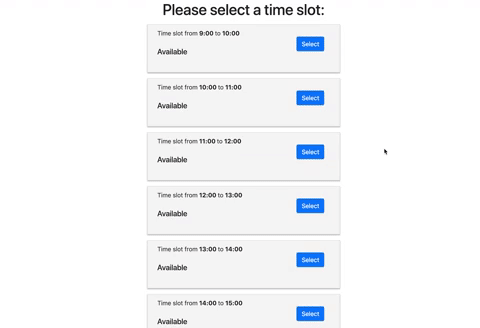 Please select a time slot:
Time slot from 9:00 to 10:00
Select
Available
Time slot from 10:00 to 11:00
Select
Available
Time slot from 11:00 to 12:00
Select
Available
Time slot from 12:00 to 13:00
Select
Available
Time slot from 13:00 to 14:00
Select
Available
Time slot from 14:00 to 15:00
Select
Available